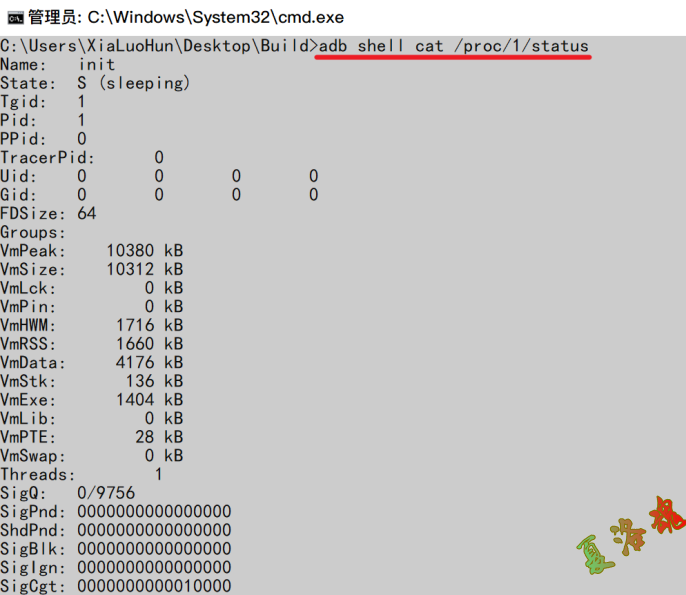 管理员: C:\Windows\System32\cmd.exe
C:\Users\XiaLuoHun\Desktop\Build>adb shell cat /proc/1/status
Name:   init
State:  S (sleeping)
Tgid:   1
Pid:    1
PPid:   0
TracerPid:      0
Uid:    0       0       0       0
Gid:    0       0       0       0
FDSize: 64
Groups:
VmPeak:    10380 kB
VmSize:    10312 kB
VmLck:         0 kB
VmPin:         0 kB
VmHWM:      1716 kB
VmRSS:      1660 kB
VmData:     4176 kB
VmStk:       136 kB
VmExe:      1404 kB
VmLib:         0 kB
VmPTE:        28 kB
VmSwap:        0 kB
Threads:        1
SigQ:   0/9756
SigPnd: 0000000000000000
ShdPnd: 0000000000000000
SigBlk: 0000000000000000
SigIgn: 0000000000000000
SigCgt: 0000000000010000
夏洛魂